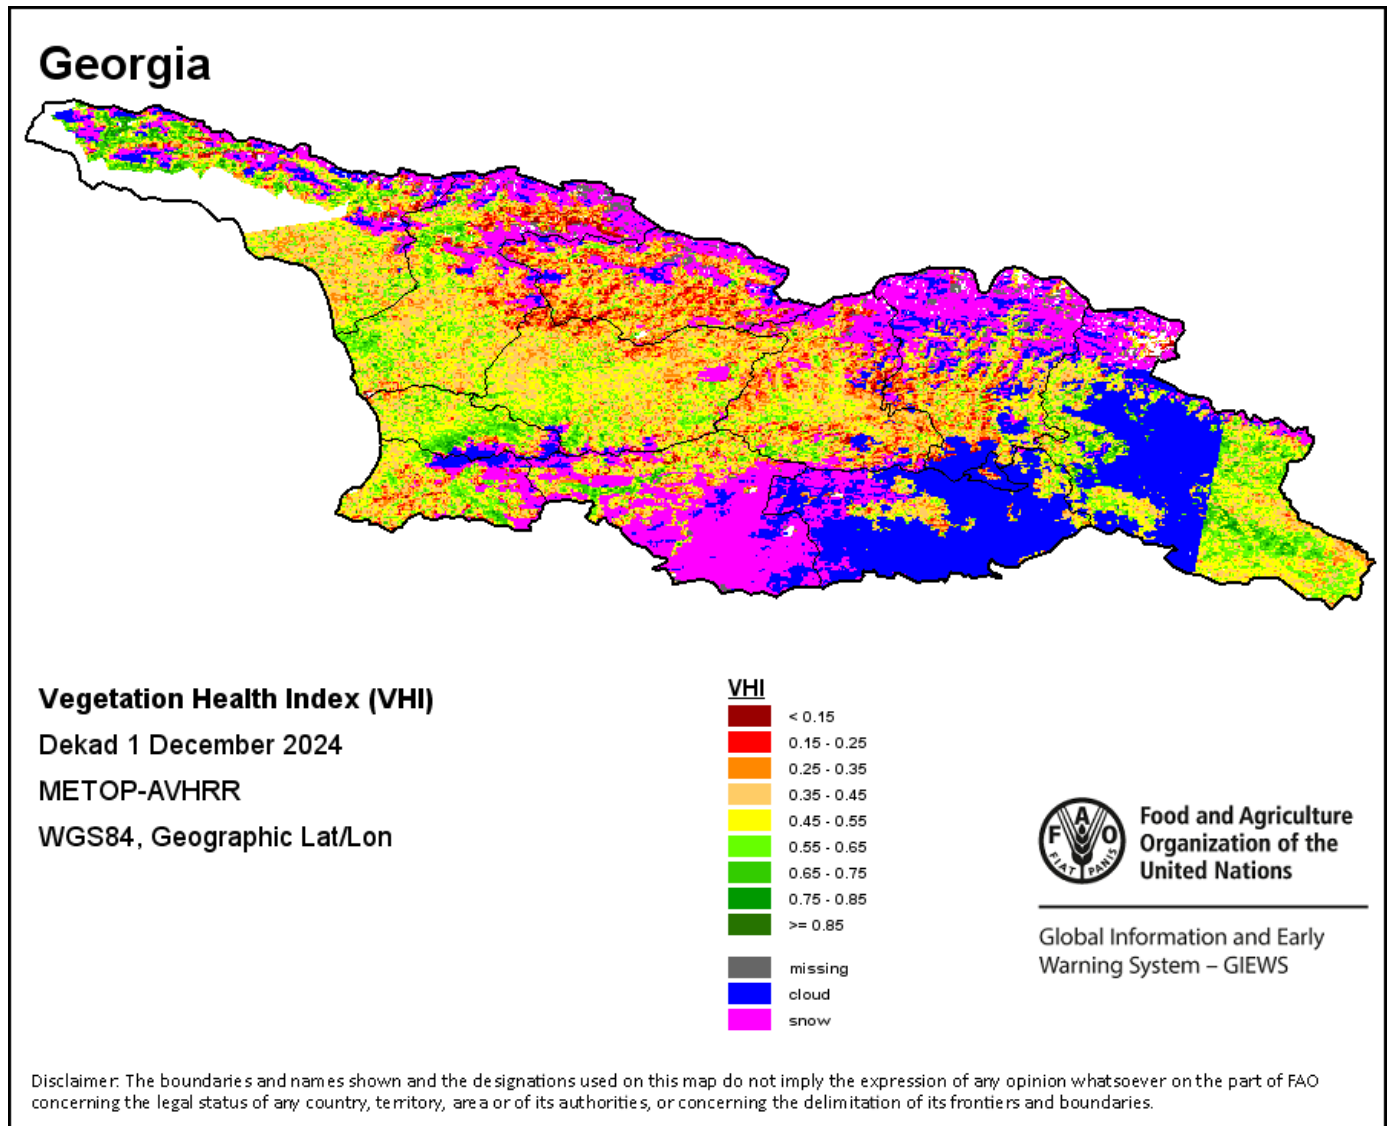 Georgia
Vegetation Health Index (VHI)
Dekad 1 December 2024
METOP-AVHRR
WGS84, Geographic Lat/Lon
VHI
< 0.15
0.15 - 0.25
0.25 - 0.35
0.35 - 0.45
0.45 - 0.55
0.55 - 0.65
0.65 - 0.75
0.75 - 0.85
>= 0.85
missing
cloud
snow
F A O
FIAT PANIS
Food and Agriculture
Organization of the
United Nations
Global Information and Early
Warning System – GIEWS
Disclaimer: The boundaries and names shown and the designations used on this map do not imply the expression of any opinion whatsoever on the part of FAO
concerning the legal status of any country, territory, area or of its authorities, or concerning the delimitation of its frontiers and boundaries.